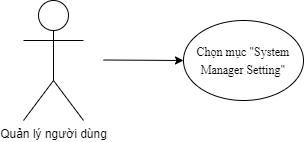 Chọn mục "System
Manager Setting"
Quản lý người dùng